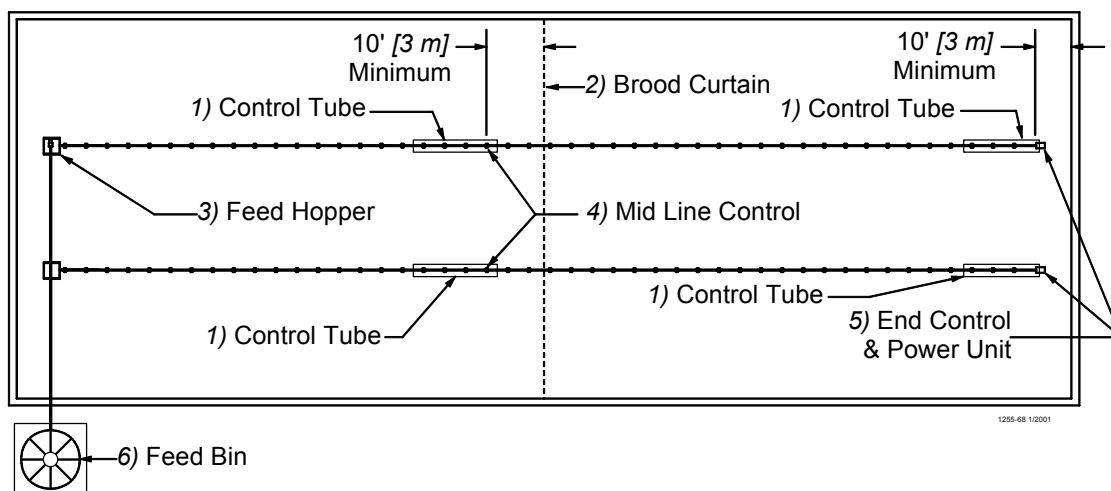 10' [3 m]
Minimum
10' [3 m]
Minimum
2) Brood Curtain
1) Control Tube
1) Control Tube
3) Feed Hopper
4) Mid Line Control
1) Control Tube
1) Control Tube
5) End Control
& Power Unit
1255-68 1/2001
6) Feed Bin